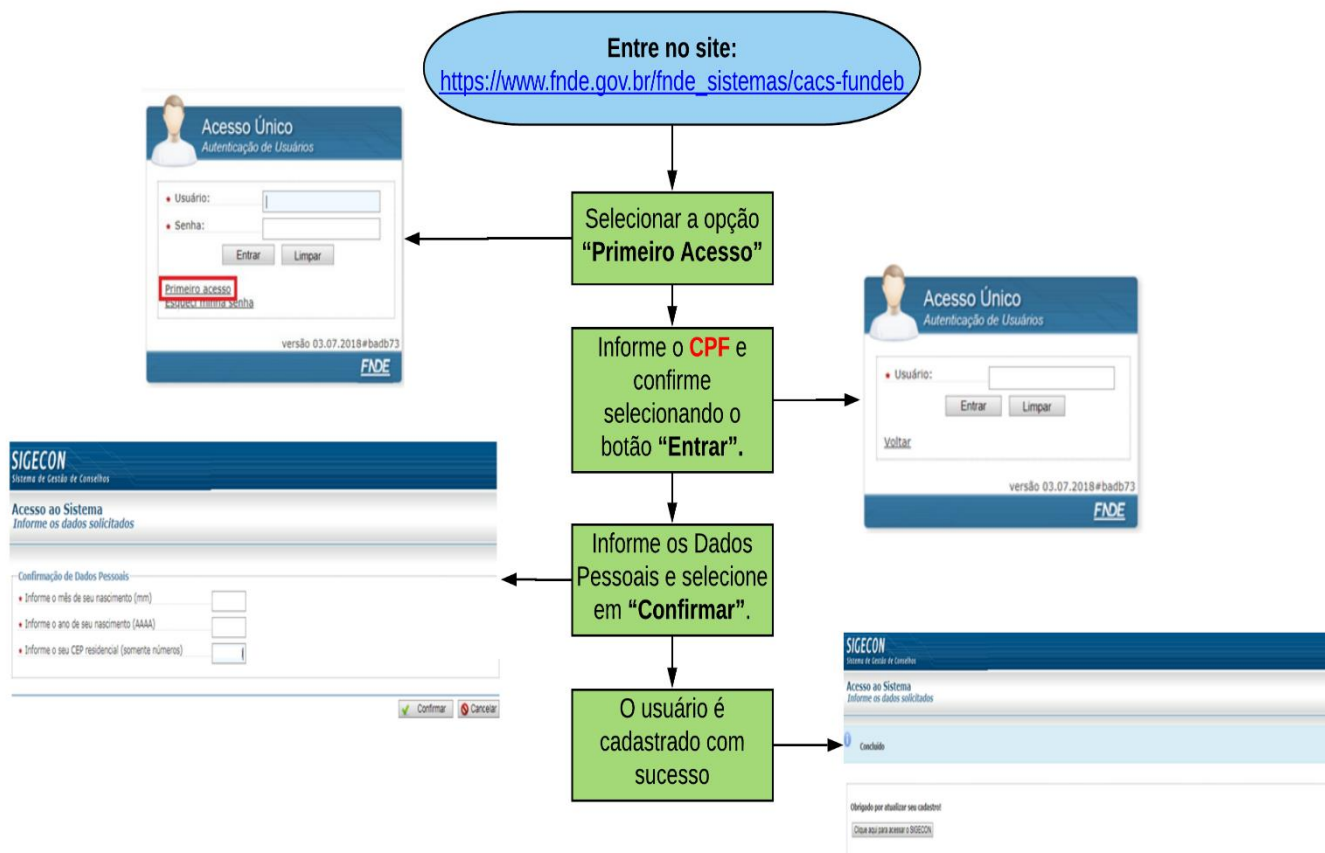 Entre no site:
https://www.fnde.gov.br/fnde_sistemas/cacs-fundeb
Acesso Único
Autenticação de Usuários
Usuário:
Senha:
Entrar Limpar
Primeiro acesso
Esqueci minha senha
versão 03.07.2018#badb73
FNDE
Selecionar a opção
“Primeiro Acesso”
Informe o CPF e
confirme
selecionando o
botão “Entrar”.
Acesso Único
Autenticação de Usuários
Usuário:
Entrar Limpar
Voltar
versão 03.07.2018#badb73
FNDE
Informe os Dados
Pessoais e selecione
em “Confirmar”.
SIGECON
Sistema de Gestão de Conselhos
Acesso ao Sistema
Informe os dados solicitados
Confirmação de Dados Pessoais
Informe o mês de seu nascimento (mm)
Informe o ano de seu nascimento (AAAA)
Informe o seu CEP residencial (somente números)
Confirmar Cancelar
O usuário é
cadastrado com
sucesso
SIGECON
Sistema de Gestão de Conselhos
Acesso ao Sistema
Informe os dados solicitados
Concluído
Obrigado por atualizar seu cadastro!
Clique aqui para acessar o SIGECON